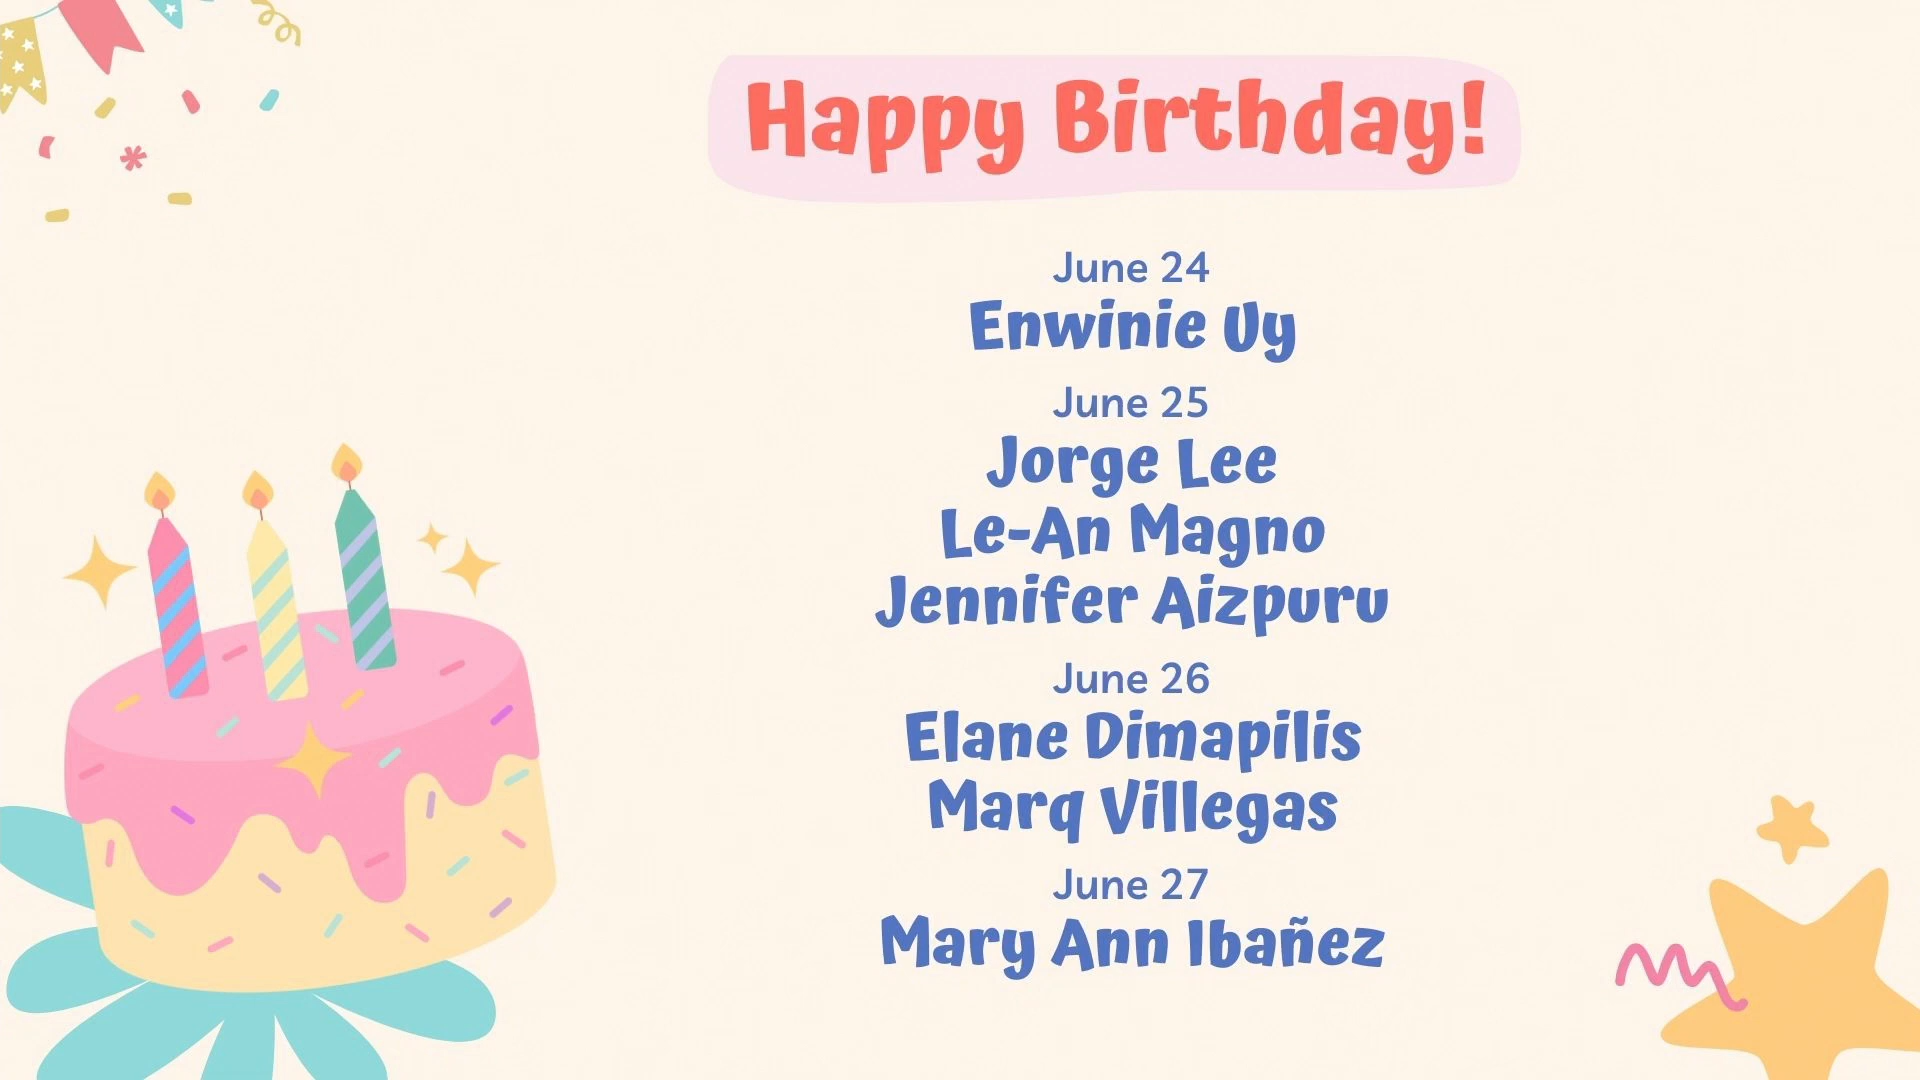 Happy Birthday!
June 24
Enwinie Uy
June 25
Jorge Lee
Le-An Magno
Jennifer Aizpuru
June 26
Elane Dimapilis
Marq Villegas
June 27
Mary Ann Ibañez